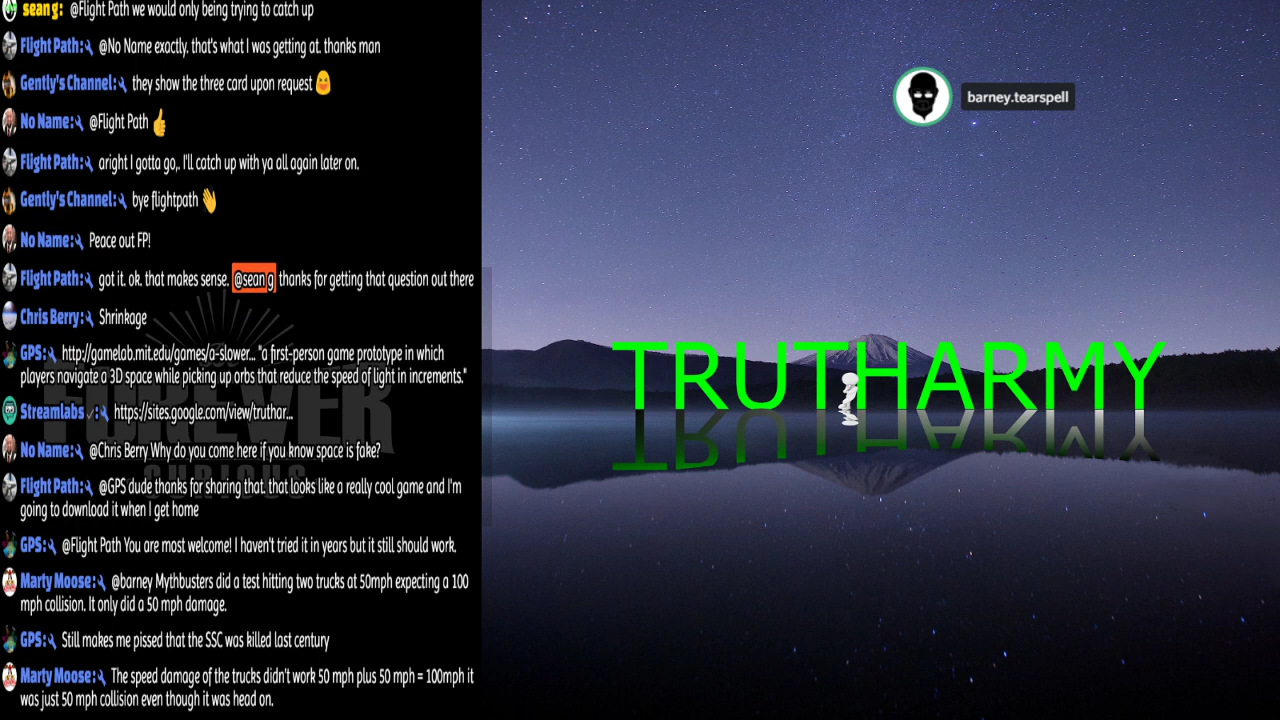 sean g: @Flight Path we would only being trying to catch up
Flight Path: @No Name exactly. that's what I was getting at. thanks man
Gently's Channel: they show the three card upon request
No Name: @Flight Path
Flight Path: aright I gotta go,. I'll catch up with ya all again later on.
Gently's Channel: bye flightpath
No Name: Peace out FP!
Flight Path: got it. ok. that makes sense. @sean g thanks for getting that question out there
Chris Berry: Shrinkage
GPS: http://gamelab.mit.edu/games/a-slower... "a first-person game prototype in which
players navigate a 3D space while picking up orbs that reduce the speed of light in increments."
Streamlabs: https://sites.google.com/view/truthor...
No Name: @Chris Berry Why do you come here if you know space is fake?
Flight Path: @GPS dude thanks for sharing that. that looks like a really cool game and I'm
going to download it when I get home
GPS: @Flight Path You are most welcome! I haven't tried it in years but it still should work.
Marty Moose: @barney Mythbusters did a test hitting two trucks at 50mph expecting a 100
mph collision. It only did a 50 mph damage.
GPS: Still makes me pissed that the SSC was killed last century
Marty Moose: The speed damage of the trucks didn't work 50 mph plus 50 mph = 100mph it
was just 50 mph collision even though it was head on.
FOREVER
CURIOUS
barney.tearspell
TRUTHARMY